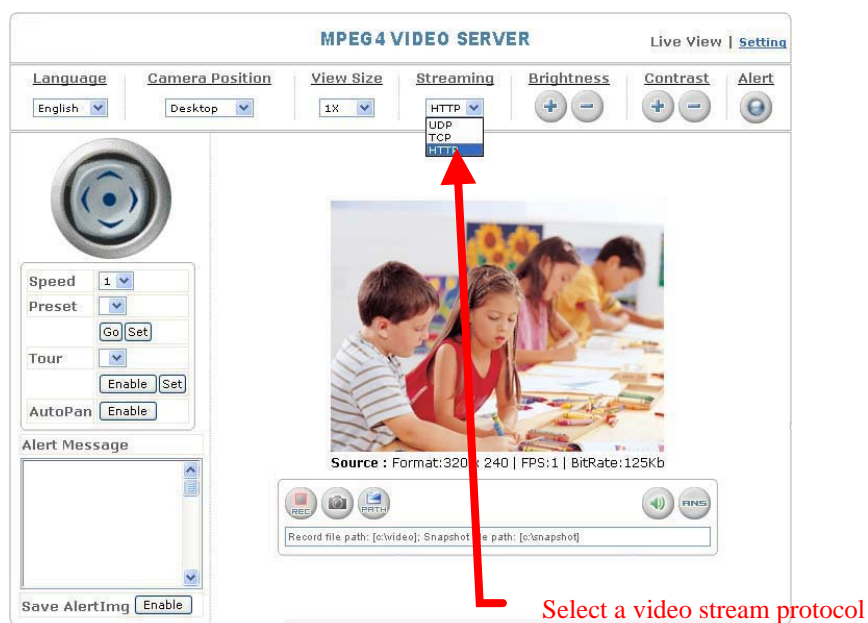 MPEG4 VIDEO SERVER
Live View | Setting
Language Camera Position View Size Streaming Brightness Contrast Alert
English Desktop 1X HTTP
UDP
TCP
HTTP
Speed 1
Preset
Go Set
Tour
Enable Set
AutoPan Enable
Alert Message
Source : Format:320 x 240 | FPS:1 | BitRate:125Kb
REC PATH ANS
Record file path: [c:\video]; Snapshot file path: [c:\snapshot]
Save AlertImg Enable
Select a video stream protocol